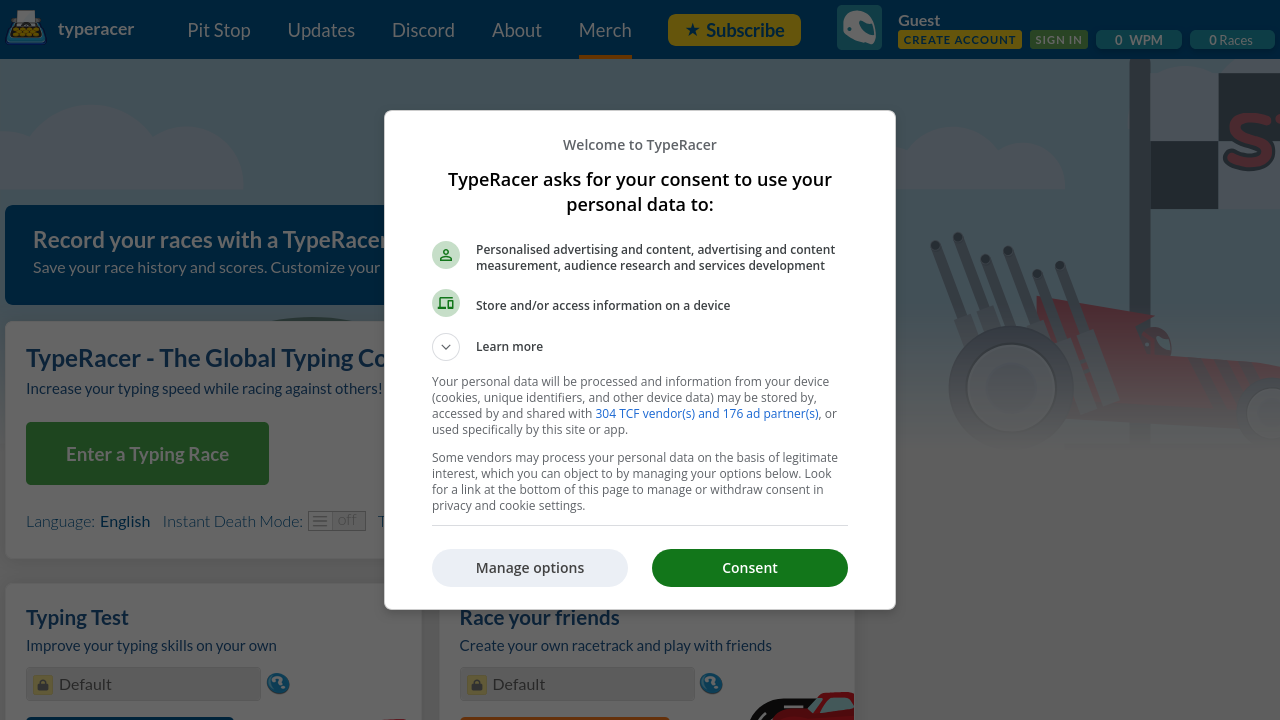 typeracer
Pit Stop
Updates
Discord
About
Merch
★ Subscribe
Guest
CREATE ACCOUNT
SIGN IN
0 WPM
0 Races
Welcome to TypeRacer
TypeRacer asks for your consent to use your
personal data to:
Personalised advertising and content, advertising and content
measurement, audience research and services development
Store and/or access information on a device
Learn more
Your personal data will be processed and information from your device
(cookies, unique identifiers, and other device data) may be stored by,
accessed by and shared with 304 TCF vendor(s) and 176 ad partner(s), or
used specifically by this site or app.
Some vendors may process your personal data on the basis of legitimate
interest, which you can object to by managing your options below. Look
for a link at the bottom of this page to manage or withdraw consent in
privacy and cookie settings.
Manage options
Consent
Record your races with a TypeRacer
Save your race history and scores. Customize your
TypeRacer - The Global Typing Co
Increase your typing speed while racing against others!
Enter a Typing Race
Language: English Instant Death Mode: off T
Typing Test
Improve your typing skills on your own
Default
Race your friends
Create your own racetrack and play with friends
Default